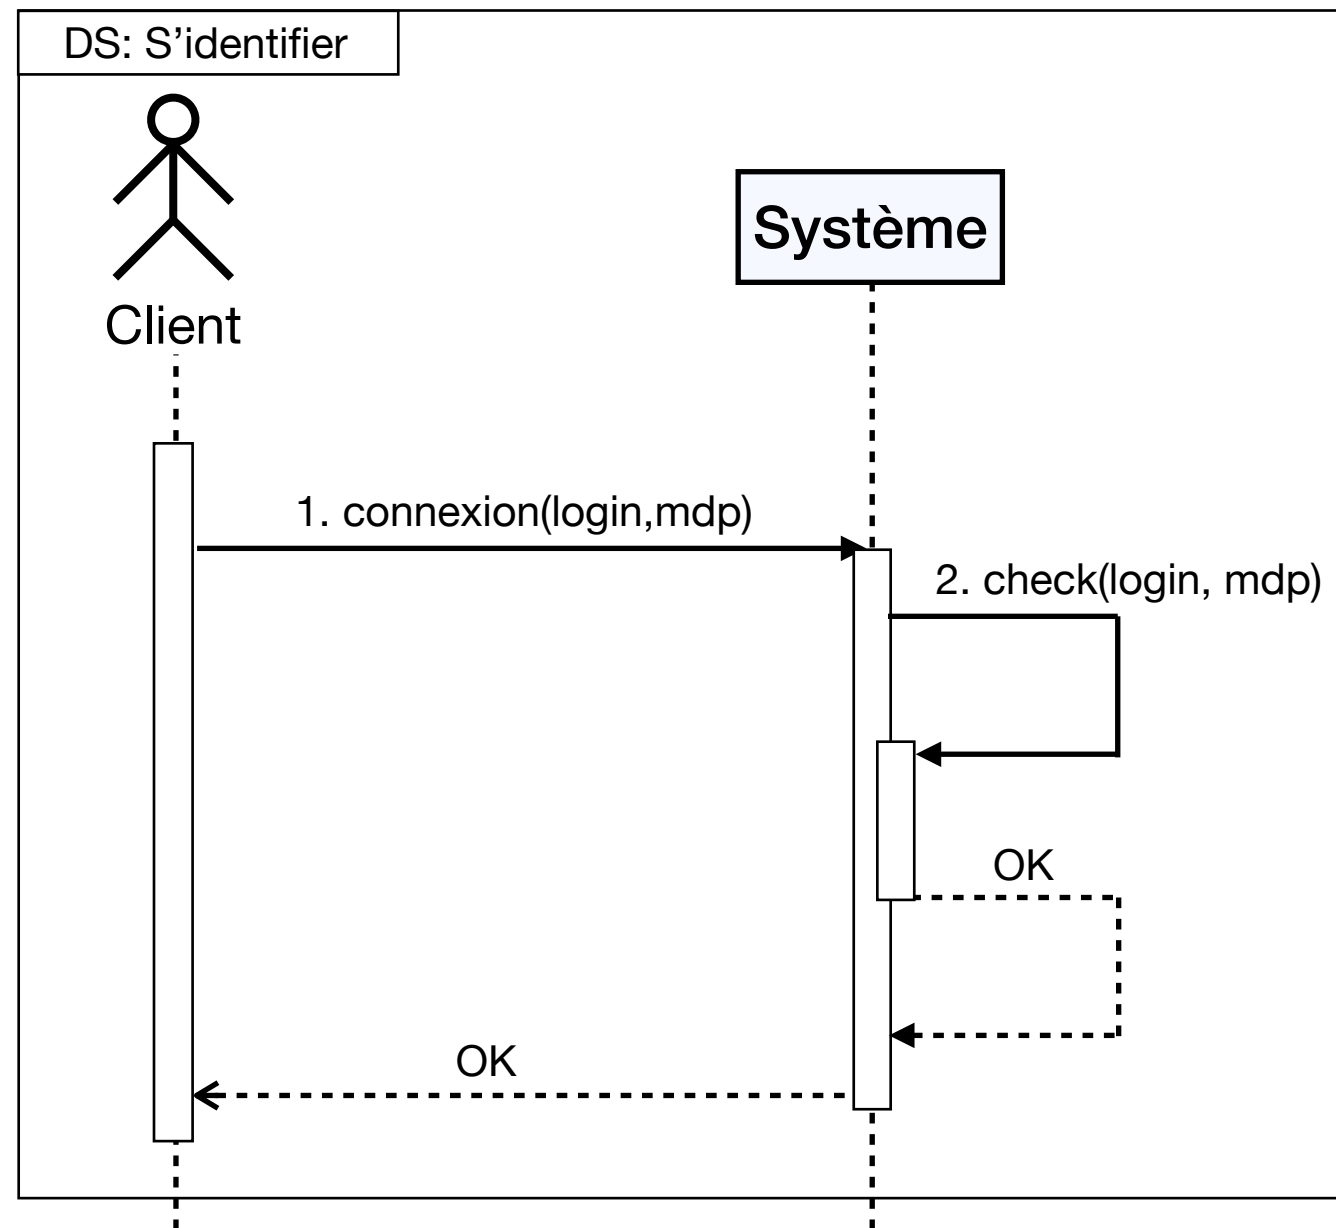 DS: S’identifier
Système
Client
1. connexion(login,mdp)
2. check(login, mdp)
OK
OK